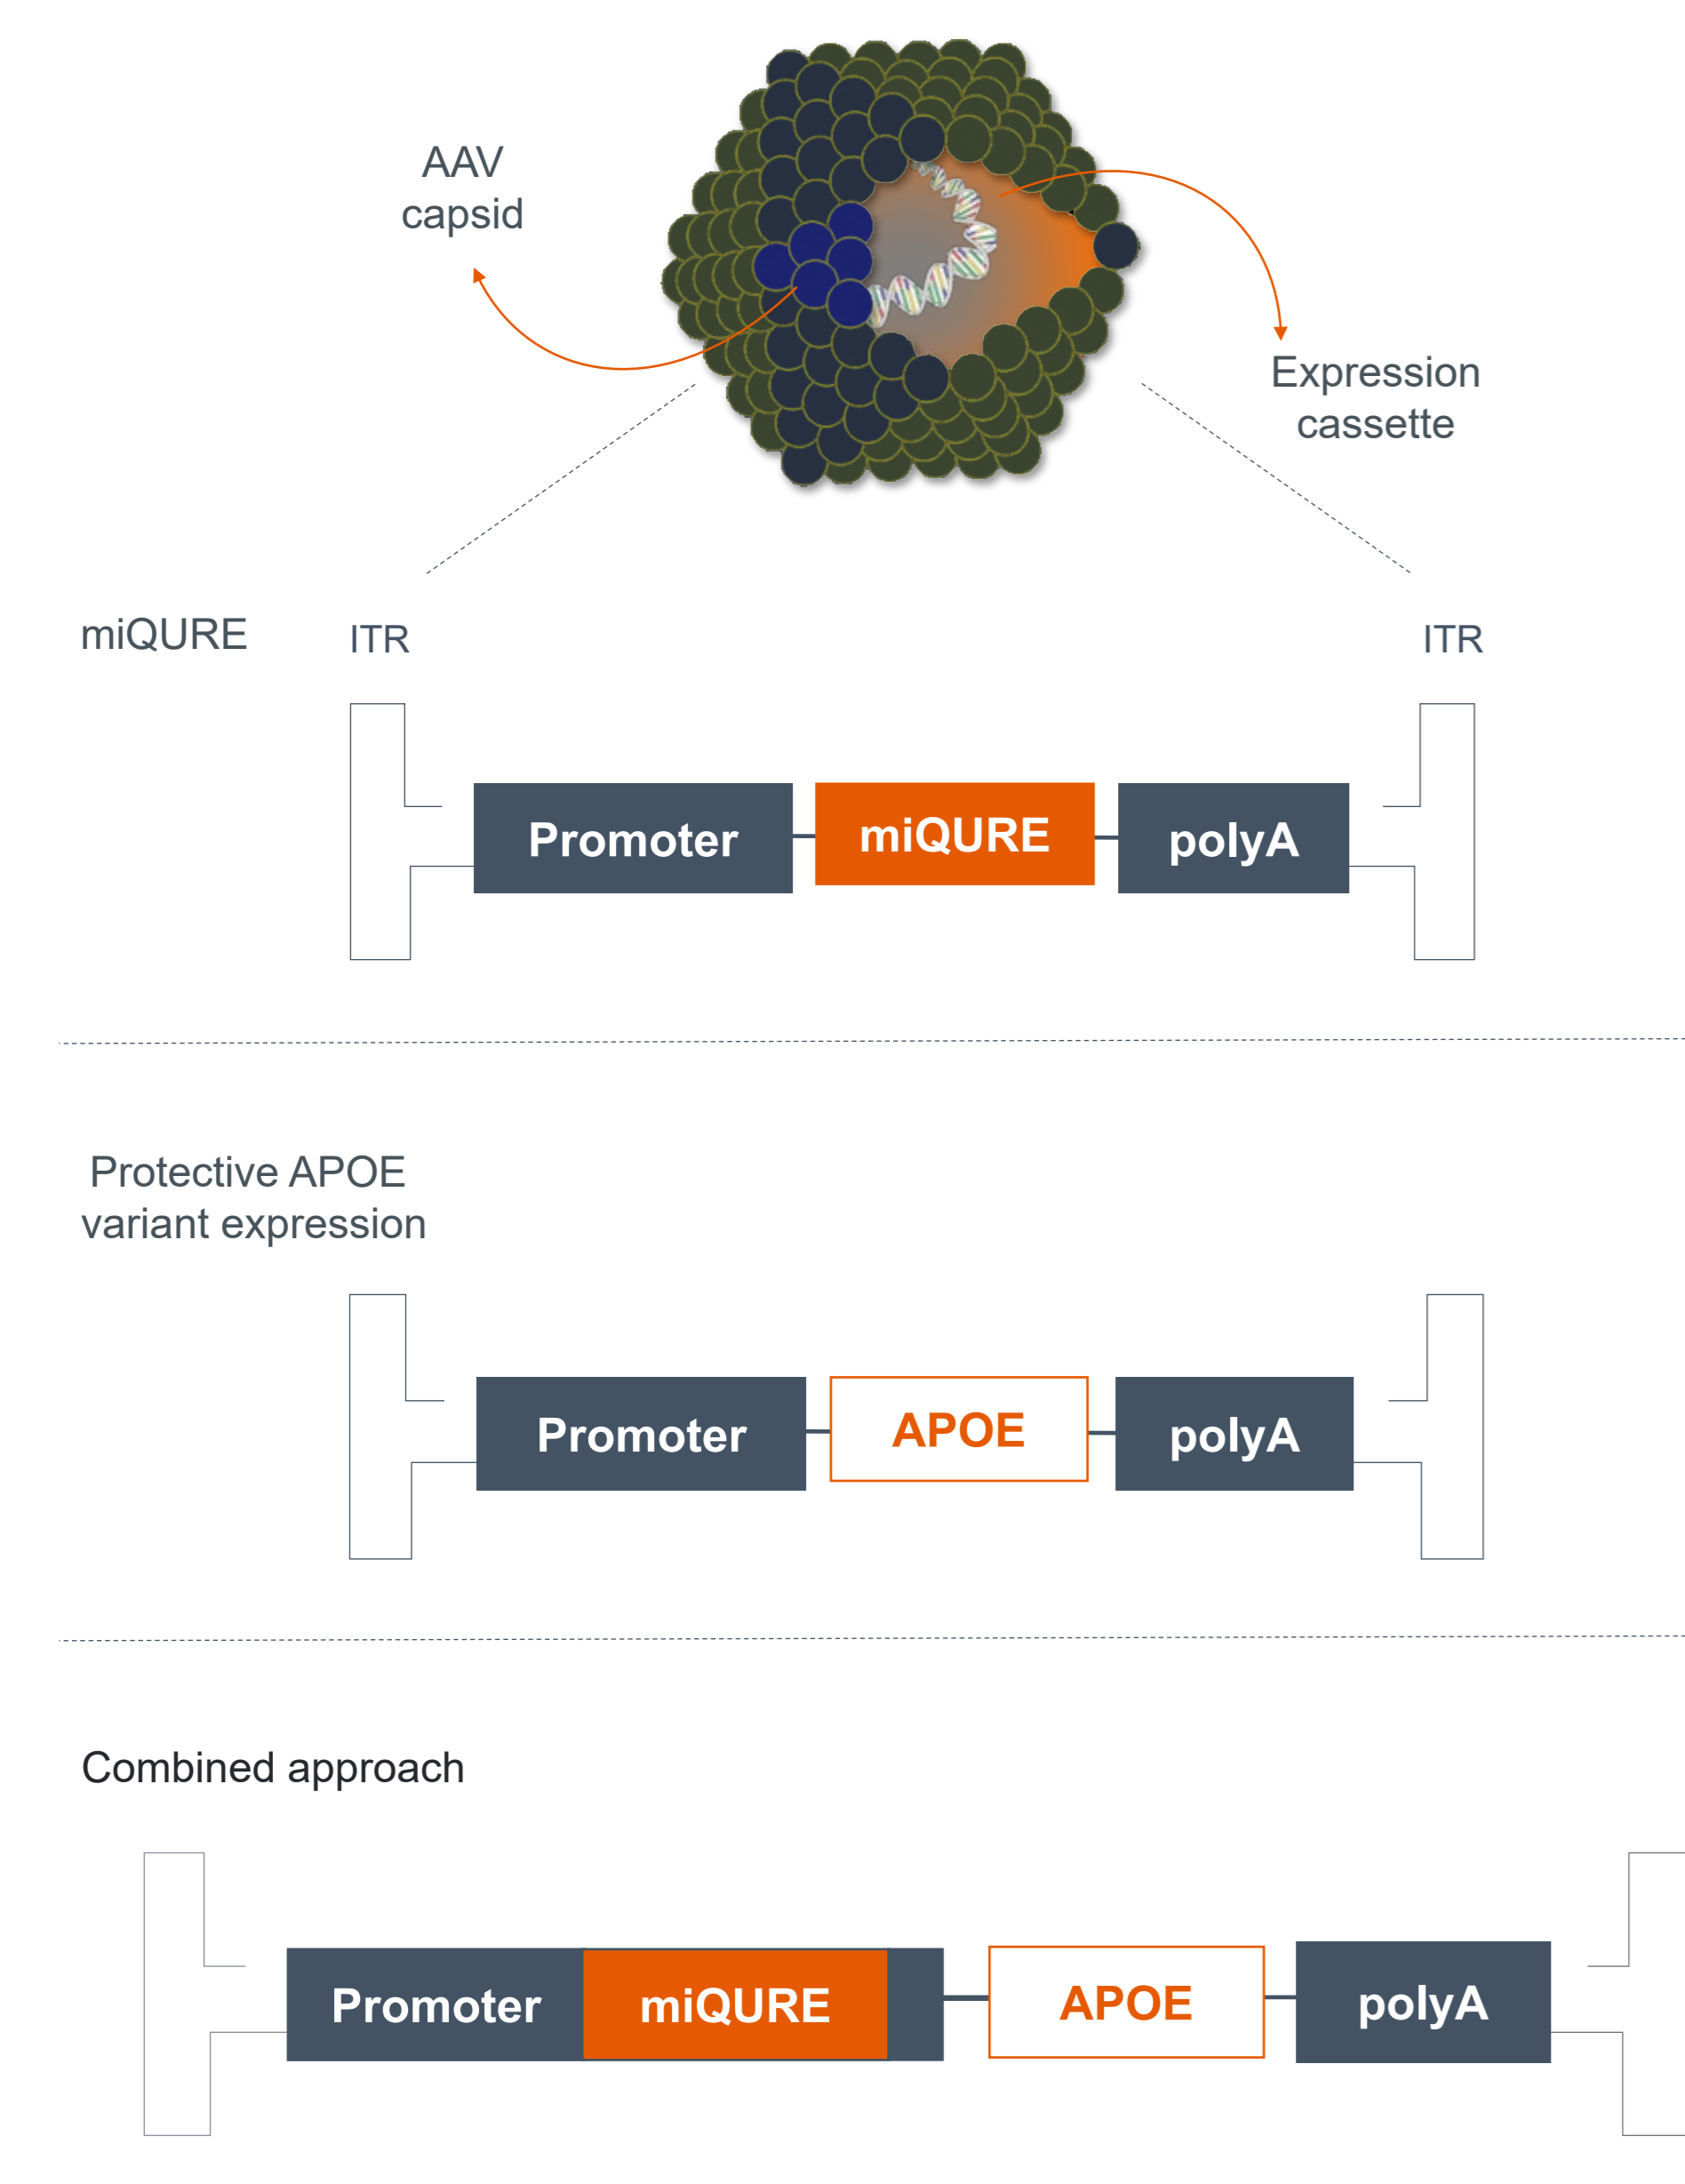 AAV
capsid
Expression
cassette
miQURE
ITR
ITR
Promoter
miQURE
polyA
Protective APOE
variant expression
Promoter
APOE
polyA
Combined approach
Promoter
miQURE
APOE
polyA